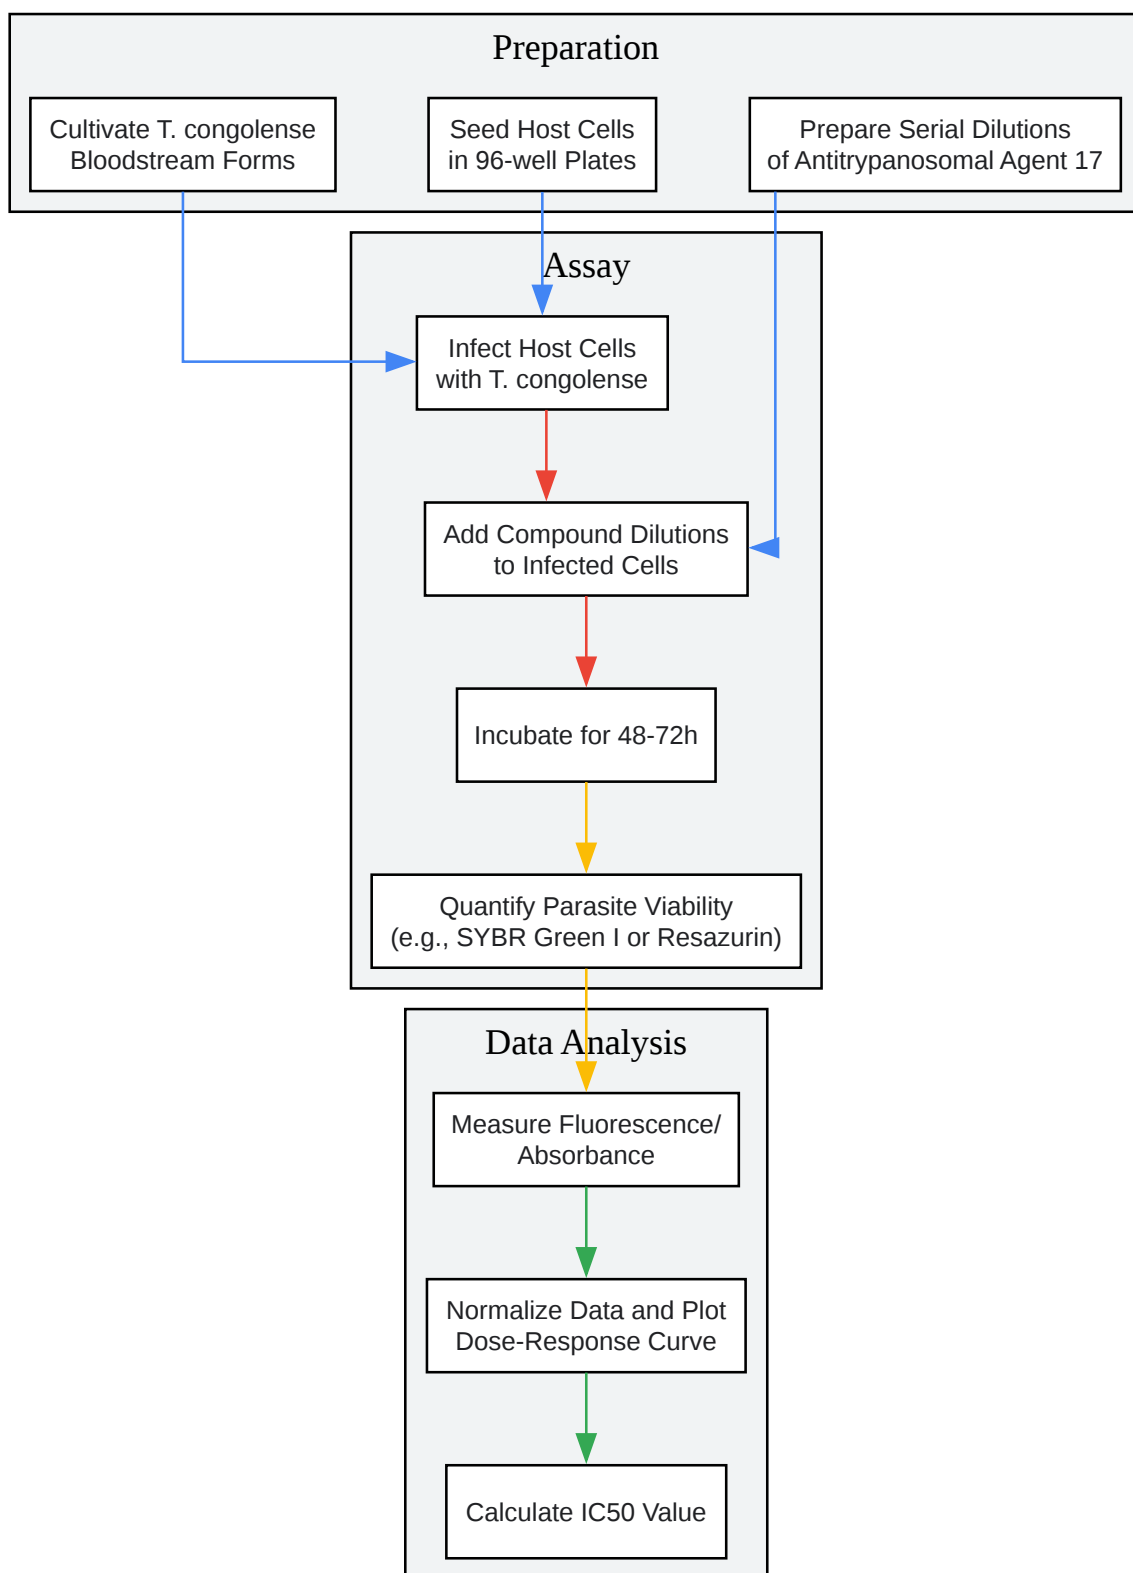 Preparation
Cultivate T. congolense
Bloodstream Forms
Seed Host Cells
in 96-well Plates
Prepare Serial Dilutions
of Antitrypanosomal Agent 17
Assay
Infect Host Cells
with T. congolense
Add Compound Dilutions
to Infected Cells
Incubate for 48-72h
Quantify Parasite Viability
(e.g., SYBR Green I or Resazurin)
Data Analysis
Measure Fluorescence/
Absorbance
Normalize Data and Plot
Dose-Response Curve
Calculate IC50 Value